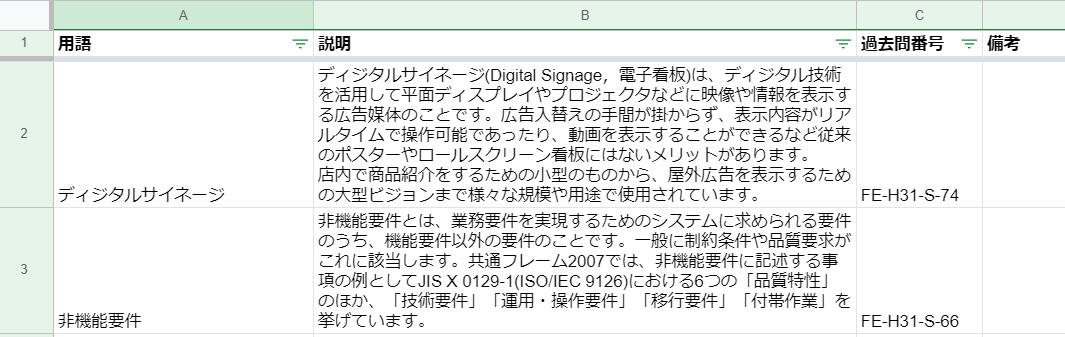 A B C
1 用語 説明 過去問番号 備考
ディジタルサイネージ(Digital Signage，電子看板)は、ディジタル技術
を活用して平面ディスプレイやプロジェクタなどに映像や情報を表示す
る広告媒体のことです。広告入替えの手間が掛からず、表示内容がリア
ルタイムで操作可能であったり、動画を表示することができるなど従来
のポスターやロールスクリーン看板にはないメリットがあります。
店内で商品紹介をするための小型のものから、屋外広告を表示するため
の大型ビジョンまで様々な規模や用途で使用されています。
2
ディジタルサイネージ
FE-H31-S-74
非機能要件とは、業務要件を実現するためのシステムに求められる要件
のうち、機能要件以外の要件のことです。一般に制約条件や品質要求が
これに該当します。共通フレーム2007では、非機能要件に記述する事
項の例としてJIS X 0129-1(ISO/IEC 9126)における6つの「品質特性」
のほか、「技術要件」「運用・操作要件」「移行要件」「付帯作業」を
挙げています。
3
非機能要件
FE-H31-S-66